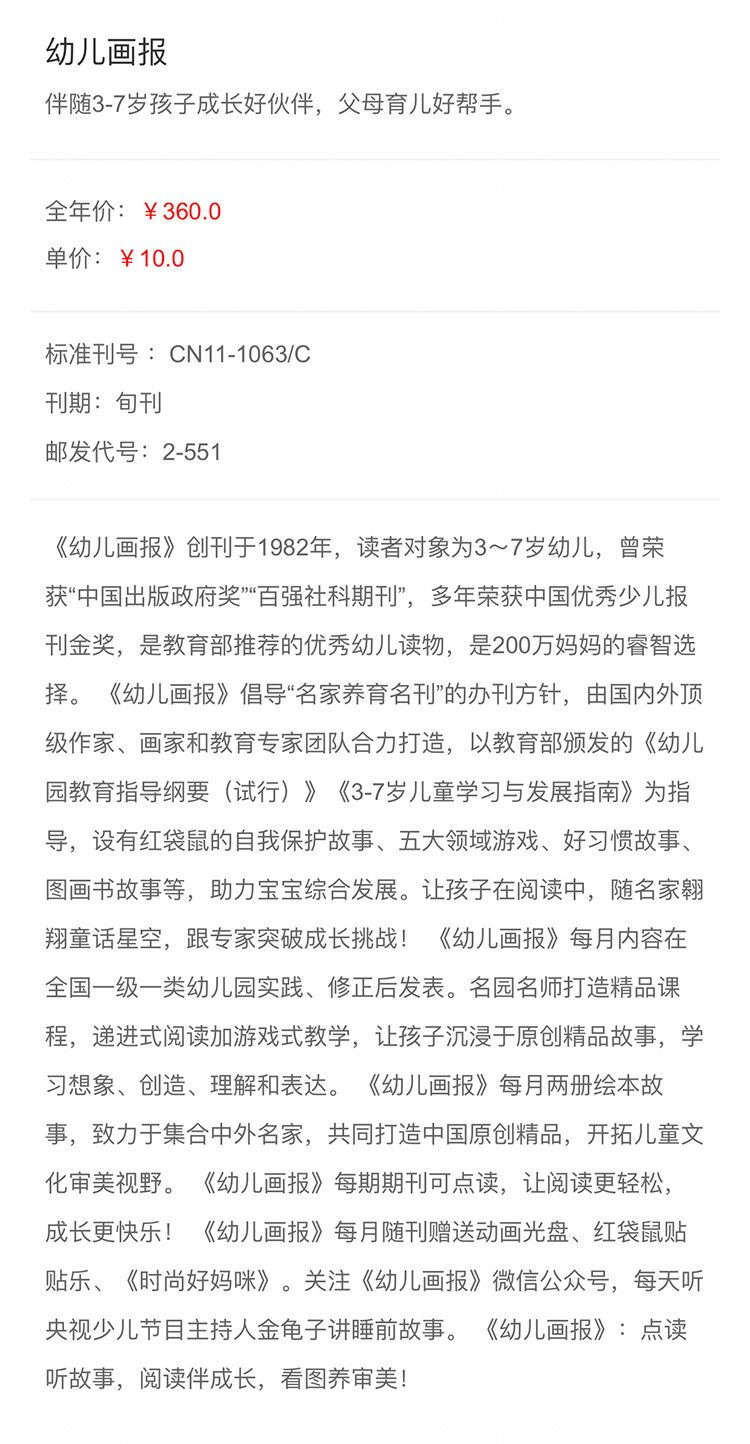 幼儿画报
伴随3-7岁孩子成长好伙伴，父母育儿好帮手。
全年价：￥360.0
单价：￥10.0
标准刊号 ：CN11-1063/C
刊期：旬刊
邮发代号：2-551
《幼儿画报》创刊于1982年，读者对象为3～7岁幼儿，曾荣
获“中国出版政府奖”“百强社科期刊”，多年荣获中国优秀少儿报
刊金奖，是教育部推荐的优秀幼儿读物，是200万妈妈的睿智选
择。 《幼儿画报》倡导“名家养育名刊”的办刊方针，由国内外顶
级作家、画家和教育专家团队合力打造，以教育部颁发的《幼儿
园教育指导纲要（试行）》《3-7岁儿童学习与发展指南》为指
导，设有红袋鼠的自我保护故事、五大领域游戏、好习惯故事、
图画书故事等，助力宝宝综合发展。让孩子在阅读中，随名家翱
翔童话星空，跟专家突破成长挑战！ 《幼儿画报》每月内容在
全国一级一类幼儿园实践、修正后发表。名园名师打造精品课
程，递进式阅读加游戏式教学，让孩子沉浸于原创精品故事，学
习想象、创造、理解和表达。 《幼儿画报》每月两册绘本故
事，致力于集合中外名家，共同打造中国原创精品，开拓儿童文
化审美视野。 《幼儿画报》每期期刊可点读，让阅读更轻松，
成长更快乐！ 《幼儿画报》每月随刊赠送动画光盘、红袋鼠贴
贴乐、《时尚好妈咪》。关注《幼儿画报》微信公众号，每天听
央视少儿节目主持人金龟子讲睡前故事。 《幼儿画报》：点读
听故事，阅读伴成长，看图养审美！